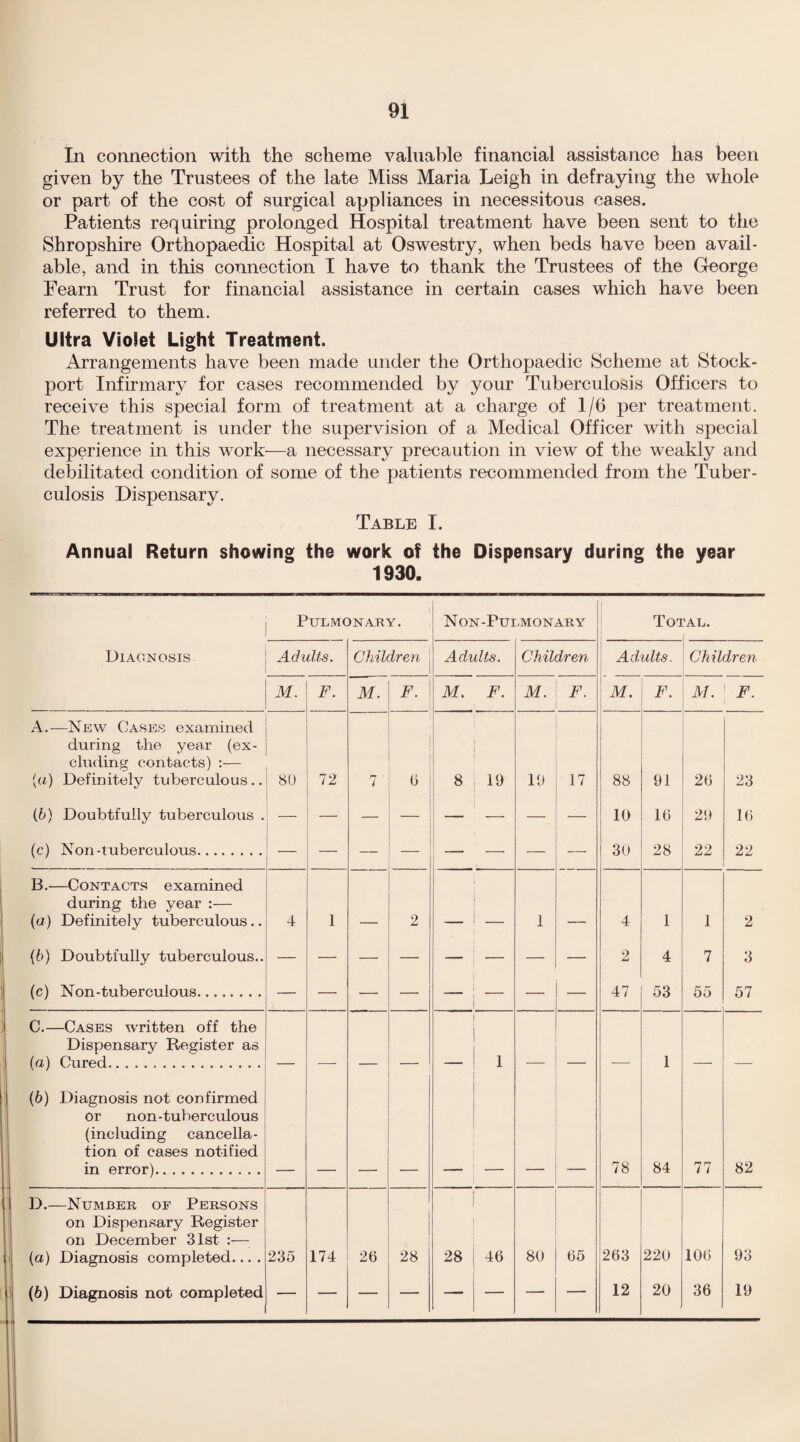 91
In connection with the scheme valuable financial assistance has been
given by the Trustees of the late Miss Maria Leigh in defraying the whole
or part of the cost of surgical appliances in necessitous cases.
Patients requiring prolonged Hospital treatment have been sent to the
Shropshire Orthopaedic Hospital at Oswestry, when beds have been avail-
able, and in this connection I have to thank the Trustees of the George
Fearn Trust for financial assistance in certain cases which have been
referred to them.
Ultra Violet Light Treatment.
Arrangements have been made under the Orthopaedic Scheme at Stock-
port Infirmary for cases recommended by your Tuberculosis Officers to
receive this special form of treatment at a charge of 1/6 per treatment.
The treatment is under the supervision of a Medical Officer with special
experience in this work—a necessary precaution in view of the weakly and
debilitated condition of some of the patients recommended from the Tuber-
culosis Dispensary.
TABLE I.
Annual Return showing the work of the Dispensary during the year
1930.
DIAGNOSIS PULMONARY. NON-PULMONARY TOTAL.
Adults. Children Adults. Children Adults. Children
M. F. M. F. M. F. M. F. M. F. M. F.
A.—NEW CASES examined
during the year (ex-
cluding contacts) :—
(a) Definitely tuberculous.. 80 72 7 6 8 19 19 17 88 91 26 23
(b) Doubtfully tuberculous . — — — — — — — — 10 16 29 16
(c) Non-tuberculous........ — — — — — — — — 30 28 22 22
B.—CONTACTS examined
during the year :—
(a) Definitely tuberculous.. 4 1 — 2 — — 1 — 4 1 1 2
(b) Doubtfully tuberculous.. — — — — — — — — 2 4 7 3
(c) Non-tuberculous........ — — — — — — — — 47 53 55 57
C.—CASES written off the
Dispensary Register as
(a) Cured.................. — — — — — 1 — — — 1 — —
(b) Diagnosis not confirmed
or non-tuberculous
(including cancella-
tion of cases notified
in error)............. — — — — — — — — 78 84 77 82
D.—NUMBER OF PERSONS
on Dispensary Register
on December 31st :—
(a) Diagnosis completed.... 235 174 26 28 28 46 80 65 263 220 106 93
(b) Diagnosis not completed — — — — — — — — 12 20 36 19